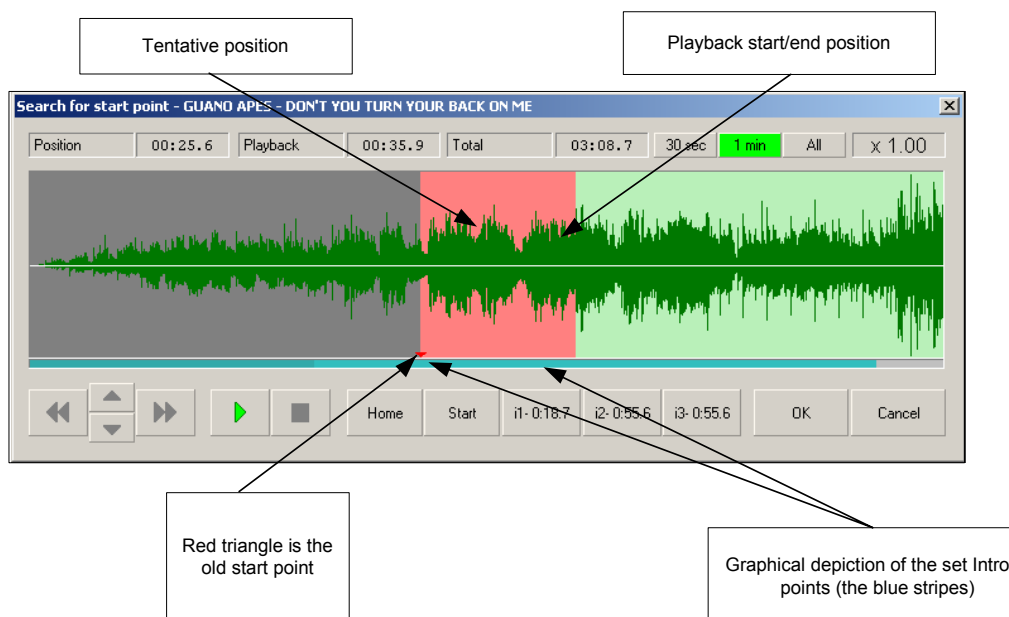 Tentative position
Playback start/end position
Search for start point - GUANO APES - DON'T YOU TURN YOUR BACK ON ME
Position 00:25.6 Playback 00:35.9 Total 03:08.7 30 sec 1 min All x 1.00
Home Start i1- 0:18.7 i2- 0:55.6 i3- 0:55.6 OK Cancel
Red triangle is the
old start point
Graphical depiction of the set Intro
points (the blue stripes)